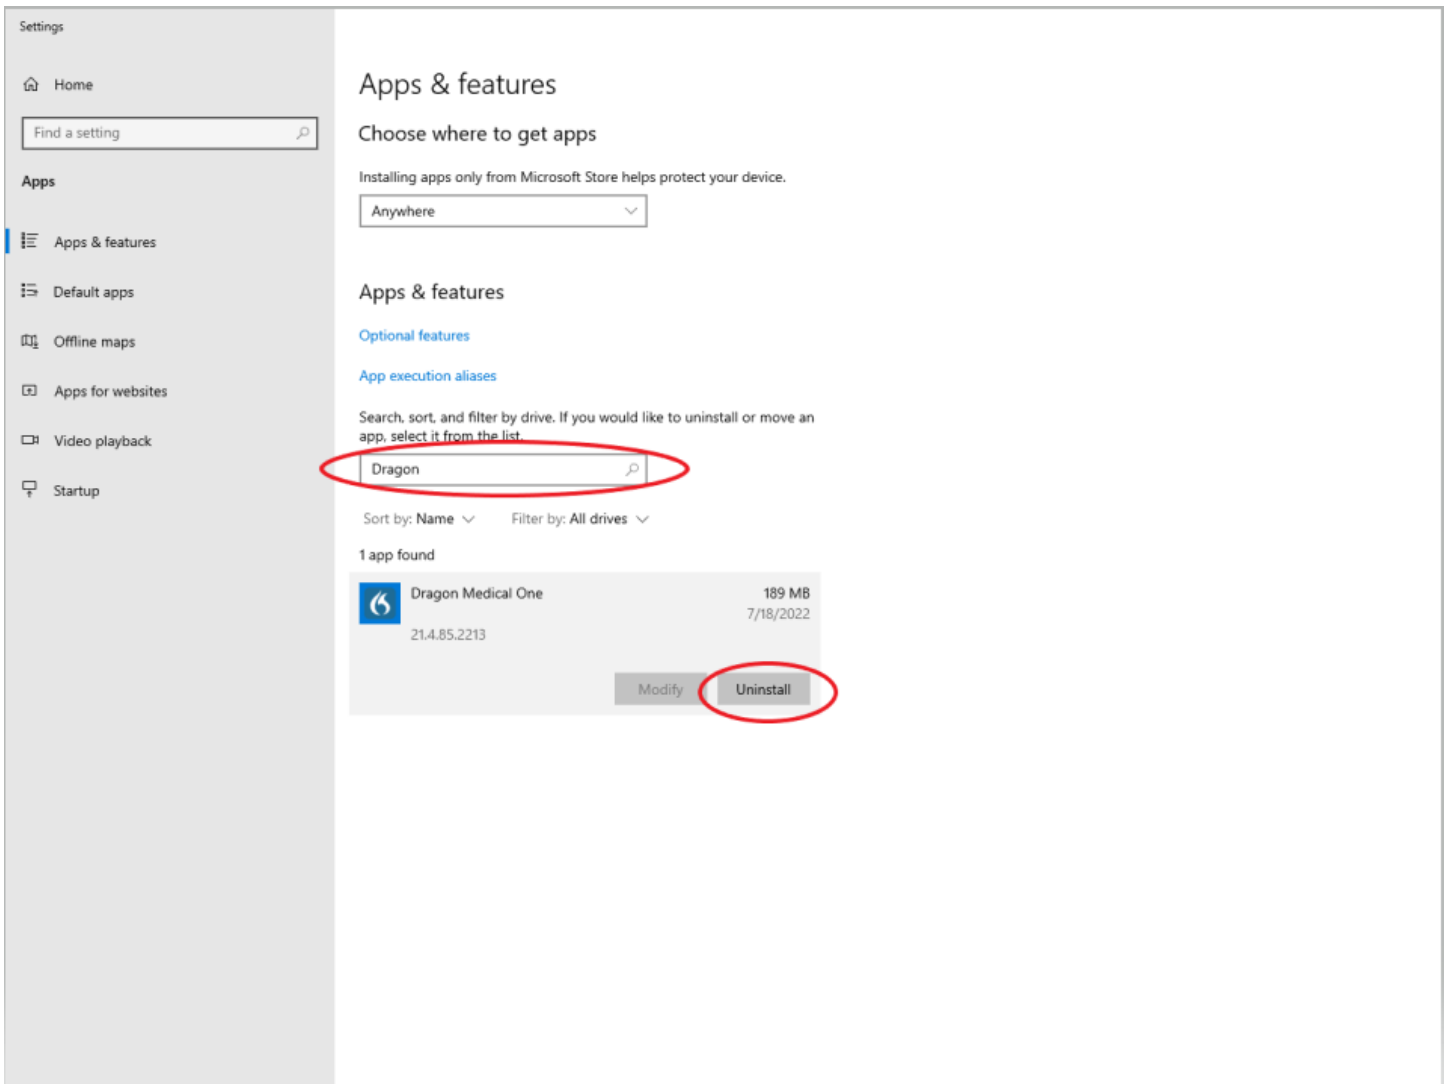 Settings
Home
Find a setting
Apps
Apps & features
Default apps
Offline maps
Apps for websites
Video playback
Startup
Apps & features
Choose where to get apps
Installing apps only from Microsoft Store helps protect your device.
Anywhere
Apps & features
Optional features
App execution aliases
Search, sort, and filter by drive. If you would like to uninstall or move an
app, select it from the list.
Dragon
Sort by: Name Filter by: All drives
1 app found
Dragon Medical One 189 MB
7/18/2022
21.4.85.2213
Modify Uninstall